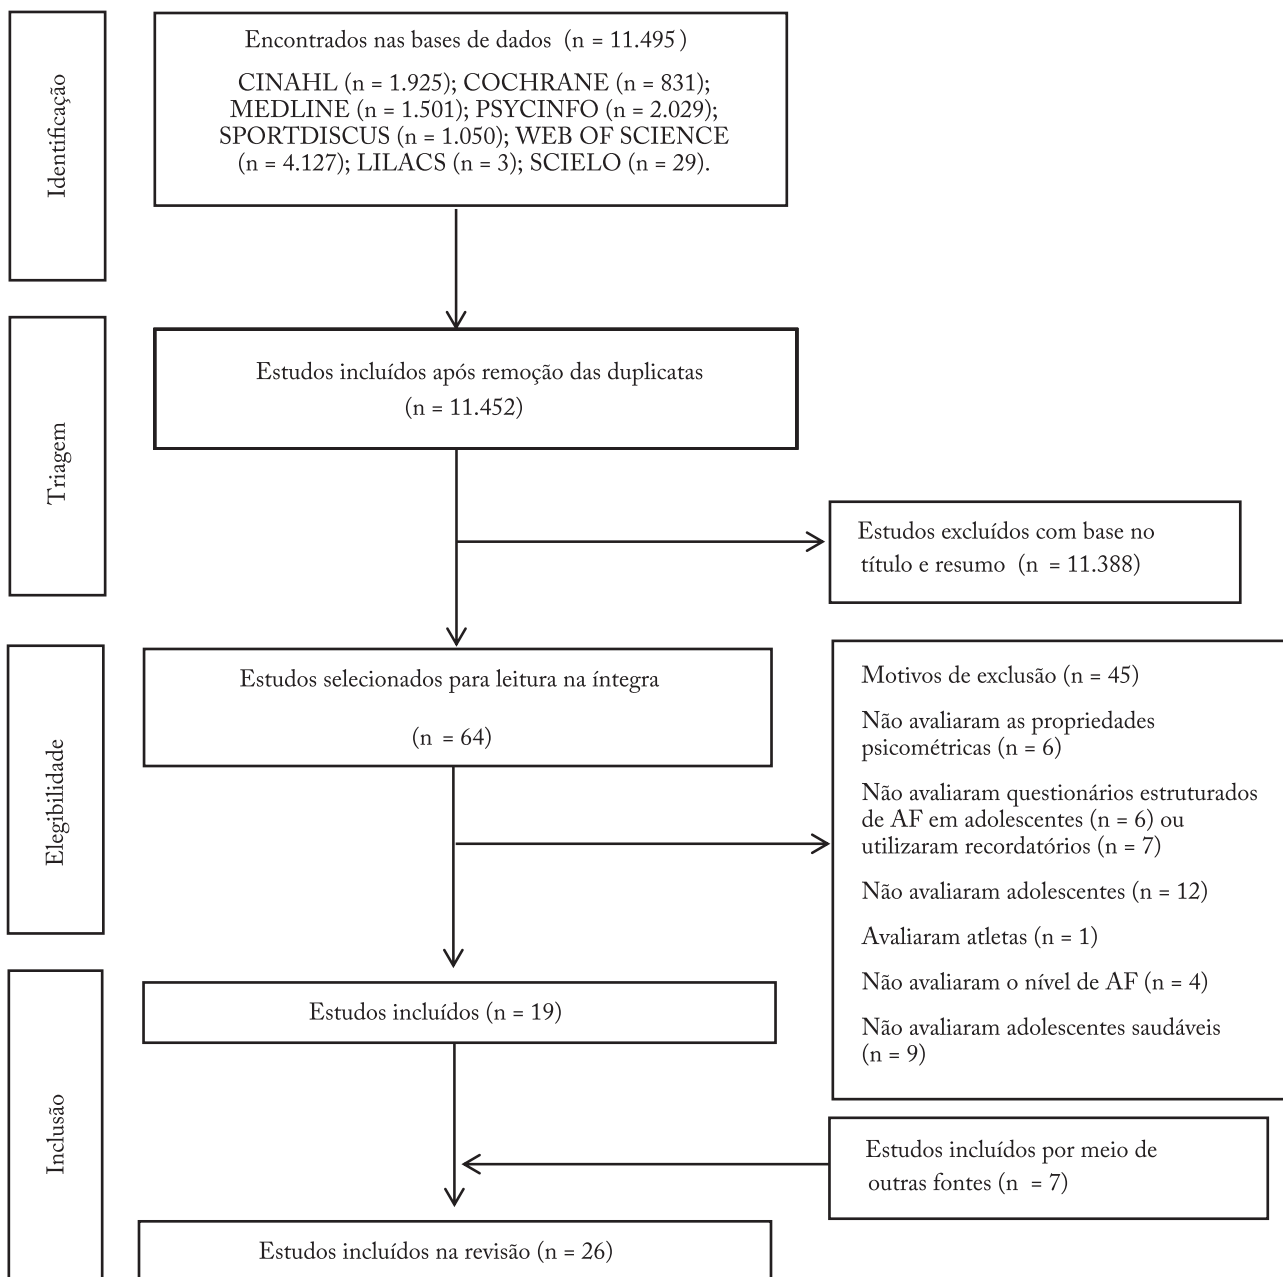 Identificação
Encontrados nas bases de dados (n = 11.495)
CINAHL (n = 1.925); COCHRANE (n = 831);
MEDLINE (n = 1.501); PSYCINFO (n = 2.029);
SPORTDISCUS (n = 1.050); WEB OF SCIENCE
(n = 4.127); LILACS (n = 3); SCIELO (n = 29).
Triagem
Estudos incluídos após remoção das duplicatas
(n = 11.452)
Estudos excluídos com base no
título e resumo (n = 11.388)
Elegibilidade
Estudos selecionados para leitura na íntegra
(n = 64)
Motivos de exclusão (n = 45)
Não avaliaram as propriedades
psicométricas (n = 6)
Não avaliaram questionários estruturados
de AF em adolescentes (n = 6) ou
utilizaram recordatórios (n = 7)
Não avaliaram adolescentes (n = 12)
Avaliaram atletas (n = 1)
Não avaliaram o nível de AF (n = 4)
Não avaliaram adolescentes saudáveis
(n = 9)
Inclusão
Estudos incluídos (n = 19)
Estudos incluídos por meio de
outras fontes (n = 7)
Estudos incluídos na revisão (n = 26)